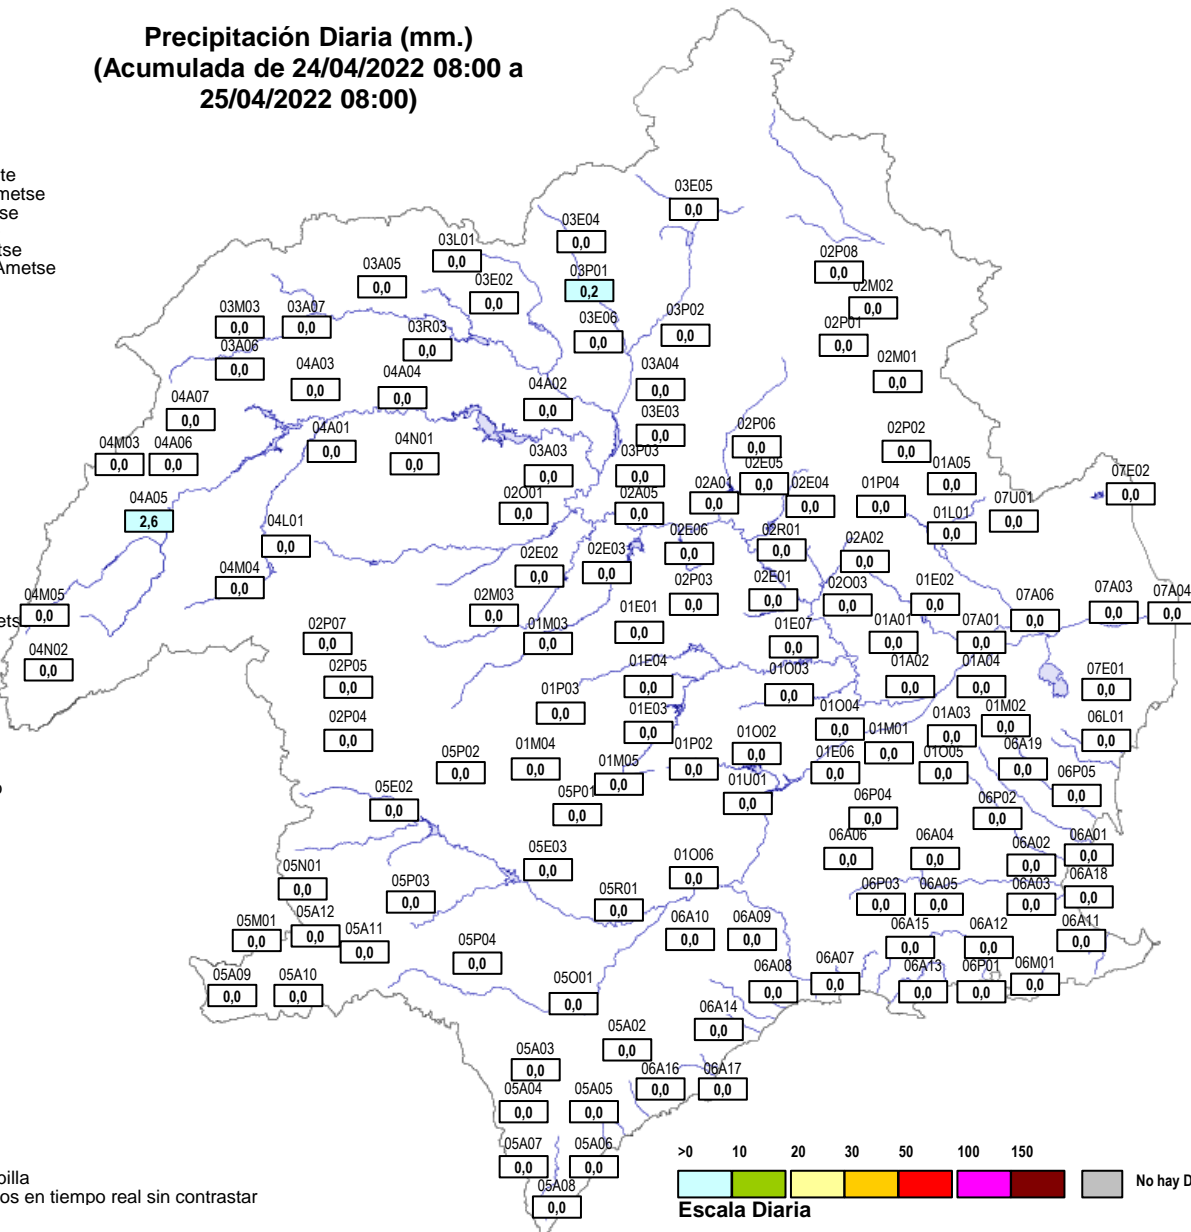 Precipitación Diaria (mm.)
(Acumulada de 24/04/2022 08:00 a
25/04/2022 08:00)
te
metse
se
tse
Ametse
03E05
0,0
03E04
0,0
03L01
0,0
03P01
0,2
02P08
0,0
03A05
0,0
03E02
0,0
02M02
0,0
03M03
0,0
03A07
0,0
03R03
0,0
03E06
0,0
03P02
0,0
02P01
0,0
03A06
0,0
04A03
0,0
04A04
0,0
04A02
0,0
03A04
0,0
02M01
0,0
04A07
0,0
03E03
0,0
04M03
0,0
04A06
0,0
04A01
0,0
04N01
0,0
02P06
0,0
02P02
0,0
03A03
0,0
03P03
0,0
02E05
0,0
01A05
0,0
07E02
0,0
04A05
2,6
02O01
0,0
02A05
0,0
02A01
0,0
02E04
0,0
01P04
0,0
07U01
0,0
04L01
0,0
02E06
0,0
02R01
0,0
01L01
0,0
04M04
0,0
02E02
0,0
02E03
0,0
02A02
0,0
04M05
0,0
ets
02M03
0,0
02P03
0,0
02E01
0,0
02O03
0,0
01E02
0,0
07A06
0,0
07A03
0,0
07A04
0,0
04N02
0,0
02P07
0,0
01M03
0,0
01E01
0,0
01E07
0,0
01A01
0,0
07A01
0,0
02P05
0,0
01E04
0,0
01O03
0,0
01A02
0,0
01A04
0,0
07E01
0,0
02P04
0,0
01P03
0,0
01E03
0,0
01O04
0,0
01A03
0,0
01M02
0,0
06L01
0,0
05P02
0,0
01M04
0,0
01M05
0,0
01P02
0,0
01O02
0,0
01E06
0,0
01M01
0,0
01O05
0,0
06A19
0,0
o
05E02
0,0
05P01
0,0
01U01
0,0
06P04
0,0
06P02
0,0
06P05
0,0
05N01
0,0
05P03
0,0
05E03
0,0
01O06
0,0
06A06
0,0
06A04
0,0
06A02
0,0
06A01
0,0
05R01
0,0
06P03
0,0
06A05
0,0
06A03
0,0
06A18
0,0
05M01
0,0
05A12
0,0
05A11
0,0
05P04
0,0
06A10
0,0
06A09
0,0
06A15
0,0
06A12
0,0
06A11
0,0
05A09
0,0
05A10
0,0
05O01
0,0
06A08
0,0
06A07
0,0
06A13
0,0
06P01
0,0
06M01
0,0
05A03
0,0
05A02
0,0
06A14
0,0
05A04
0,0
05A05
0,0
06A16
0,0
06A17
0,0
05A07
0,0
05A06
0,0
05A08
0,0
>0 10 20 30 50 100 150
No hay D
Escala Diaria
oilla
os en tiempo real sin contrastar